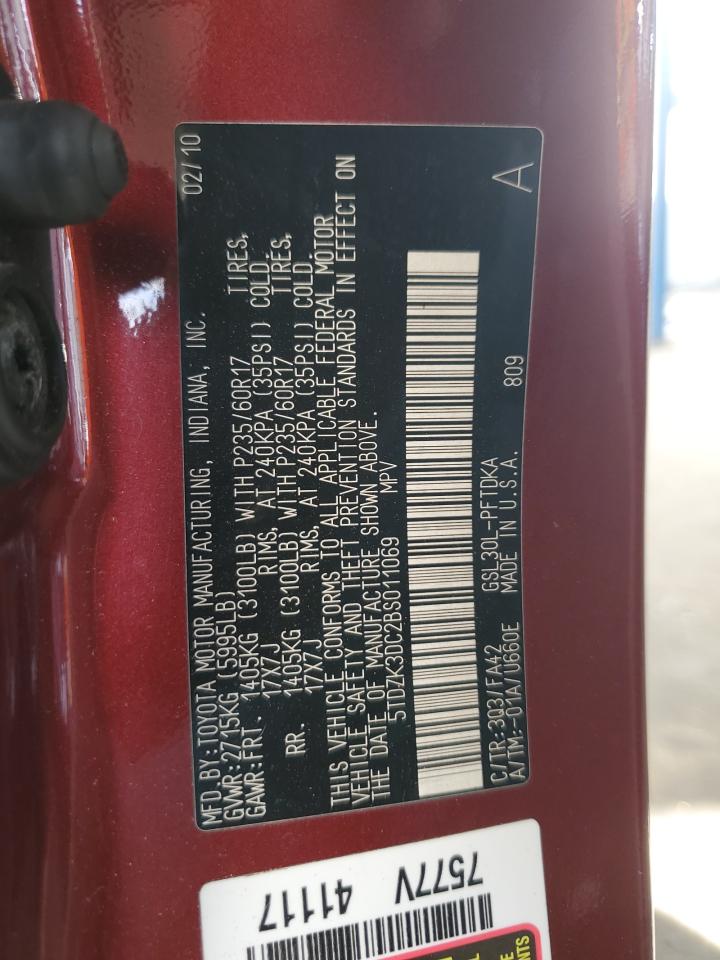 MFD.BY:TOYOTA MOTOR MANUFACTURING, INDIANA, INC. 02/10
GVWR:2715KG (5995LB)
GAWR:FRT. 1405KG (3100LB) WITH P235/60R17 TIRES,
17X7J RIMS, AT 240KPA (35PSI) COLD.
RR. 1405KG (3100LB) WITH P235/60R17 TIRES,
17X7J RIMS, AT 240KPA (35PSI) COLD.
THIS VEHICLE CONFORMS TO ALL APPLICABLE FEDERAL MOTOR
VEHICLE SAFETY AND THEFT PREVENTION STANDARDS IN EFFECT ON
THE DATE OF MANUFACTURE SHOWN ABOVE.
5TDZK3DC2BS011069 MPV
C/TR:3Q3/FA42 GSL30L-PFTDKA 809 A
A/TM:-01A/U660E MADE IN U.S.A.
7577V 41117